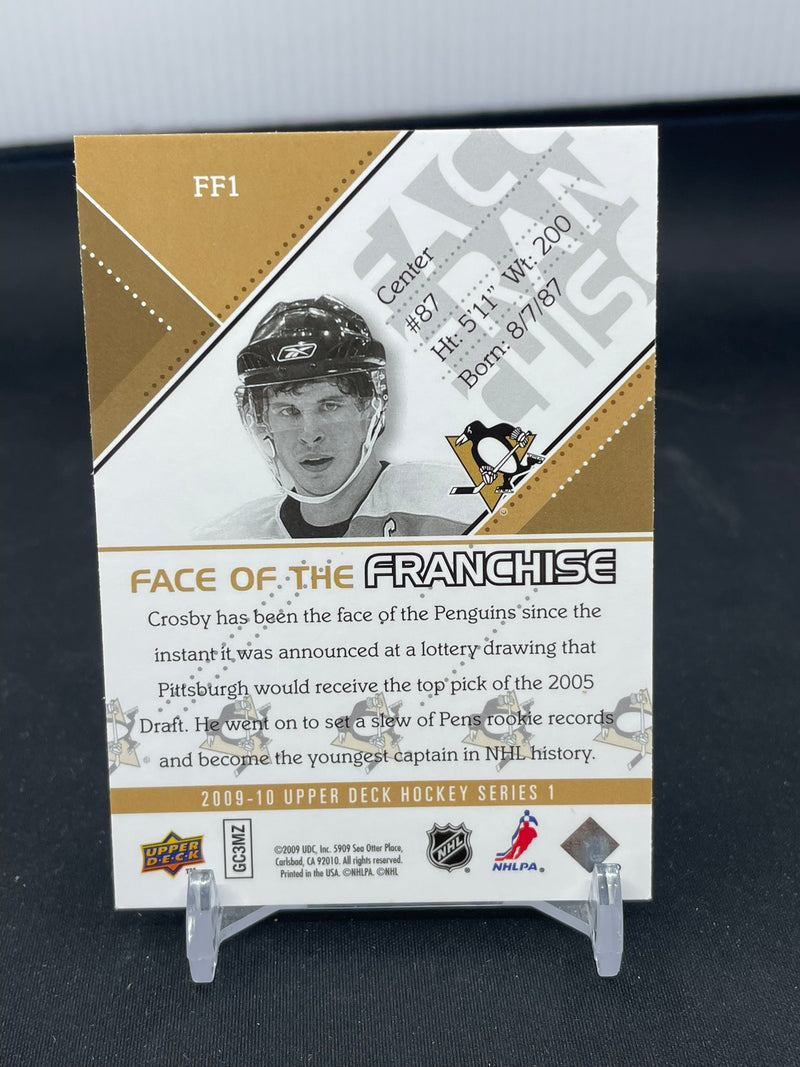 FF1
FACE
FRAN
Center
#87
Ht: 5'11" Wt: 200
Born: 8/7/87
C
FACE OF THE FRANCHISE
Crosby has been the face of the Penguins since the
instant it was announced at a lottery drawing that
Pittsburgh would receive the top pick of the 2005
Draft. He went on to set a slew of Pens rookie records
and become the youngest captain in NHL history.
2009-10 UPPER DECK HOCKEY SERIES 1
UPPER
D·E·C·K
GC3MZ
©2009 UDC, Inc. 5909 Sea Otter Place,
Carlsbad, CA 92010. All rights reserved.
Printed in the USA. ©NHLPA. ©NHL
NHL
NHLPA.